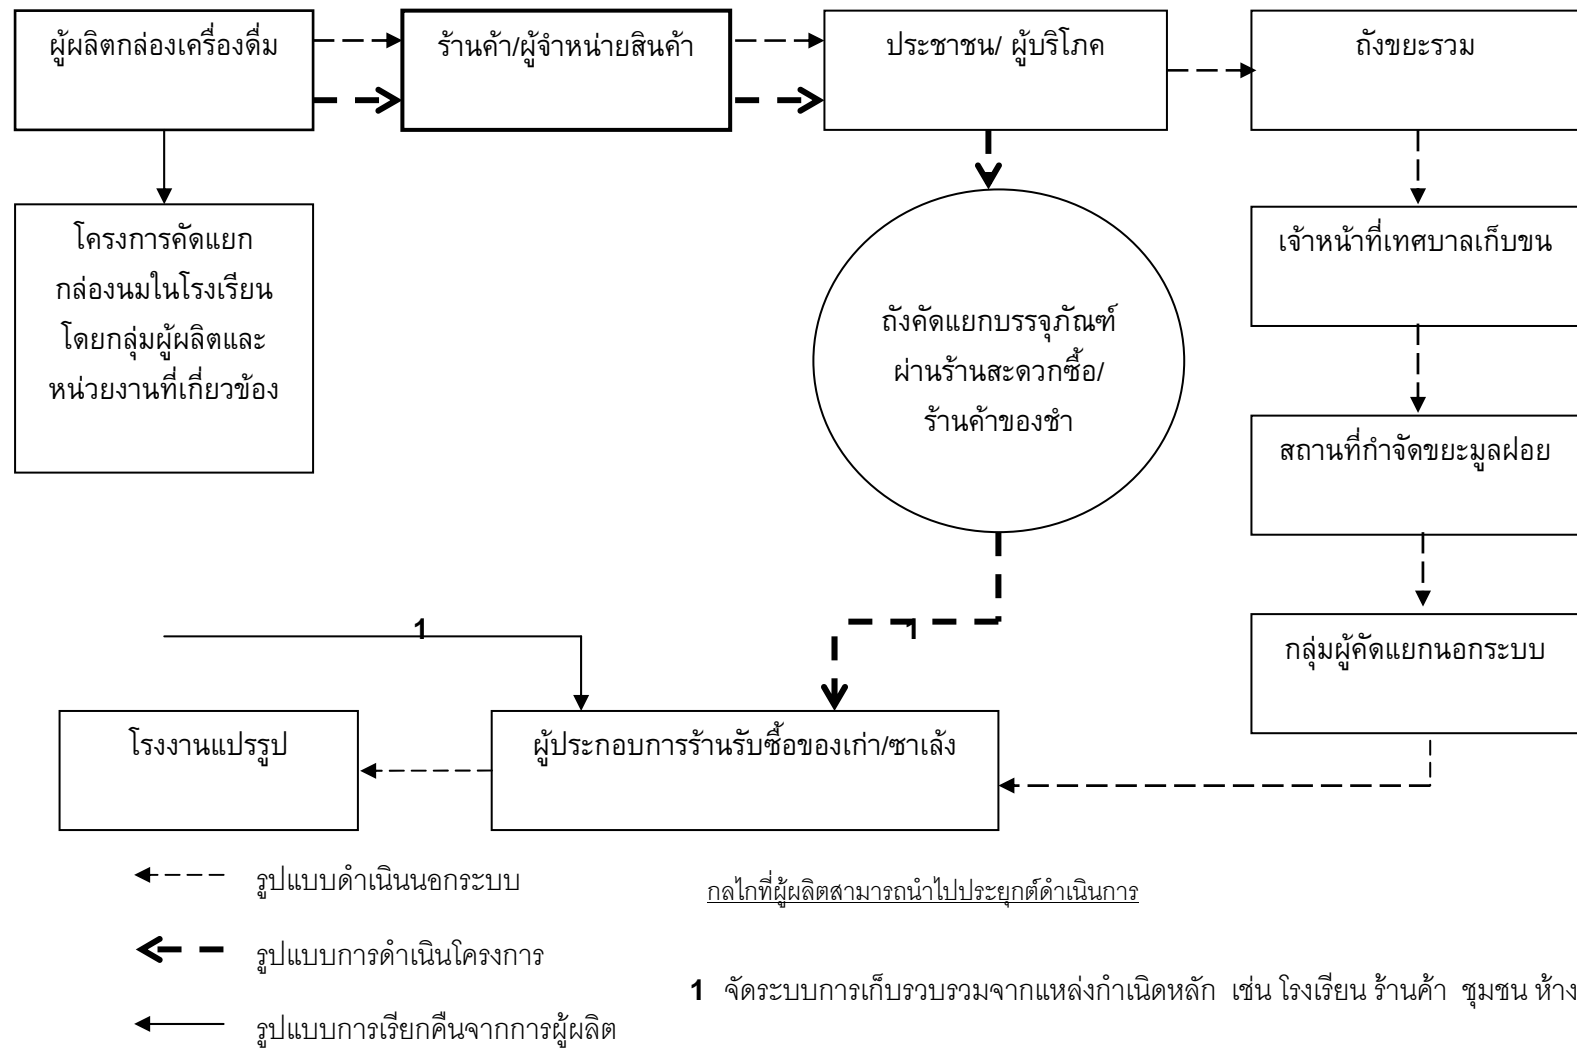 ผู้ผลิตกล่องเครื่องดื่ม
ร้านค้า/ผู้จำหน่ายสินค้า
ประชาชน/ ผู้บริโภค
ถังขยะรวม
โครงการคัดแยก
กล่องนมในโรงเรียน
โดยกลุ่มผู้ผลิตและ
หน่วยงานที่เกี่ยวข้อง
ถังคัดแยกบรรจุภัณฑ์
ผ่านร้านสะดวกซื้อ/
ร้านค้าของชำ
เจ้าหน้าที่เทศบาลเก็บขน
สถานที่กำจัดขยะมูลฝอย
กลุ่มผู้คัดแยกนอกระบบ
1
1
โรงงานแปรรูป
ผู้ประกอบการร้านรับซื้อของเก่า/ซาเล้ง
รูปแบบดำเนินนอกระบบ
รูปแบบการดำเนินโครงการ
รูปแบบการเรียกคืนจากการผู้ผลิต
กลไกที่ผู้ผลิตสามารถนำไปประยุกต์ดำเนินการ
1 จัดระบบการเก็บรวบรวมจากแหล่งกำเนิดหลัก เช่น โรงเรียน ร้านค้า ชุมชน ห้าง